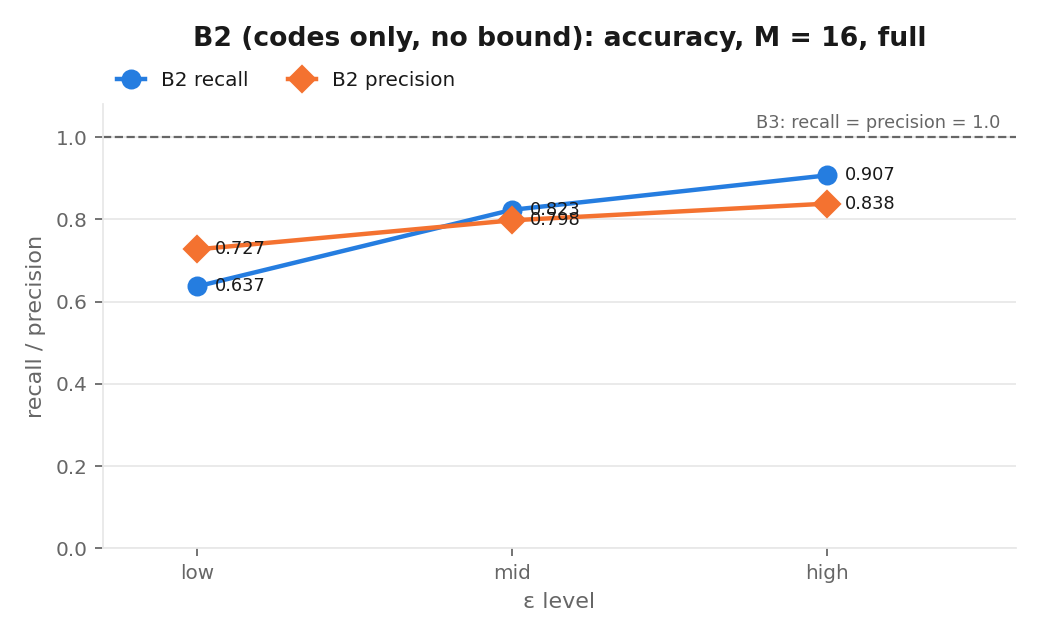 B2 (codes only, no bound): accuracy, M = 16, full
B2 recall
B2 precision
B3: recall = precision = 1.0
1.0
0.8
0.6
0.4
0.2
0.0
recall / precision
0.907
0.838
0.823
0.798
0.727
0.637
low
mid
high
ε level